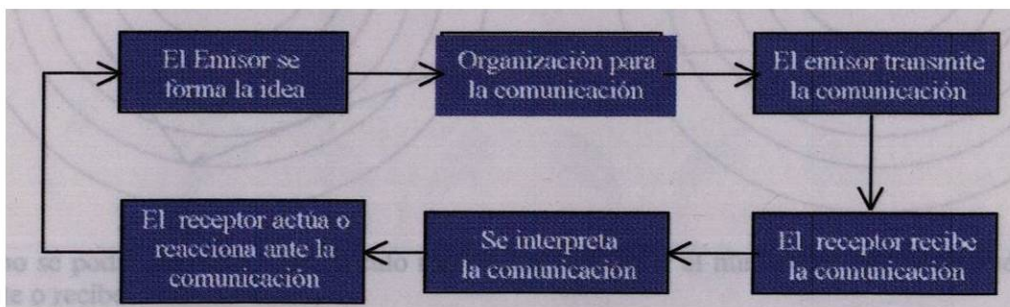 El Emisor se
forma la idea
Organización para
la comunicación
El emisor transmite
la comunicación
El receptor recibe
la comunicación
Se interpreta
la comunicación
El receptor actúa o
reacciona ante la
comunicación